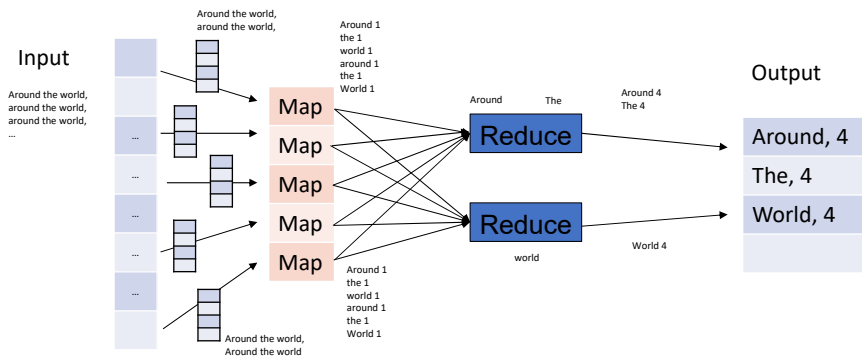 Input
Around the world,
around the world,
around the world,
...
...
...
...
...
...
Around the world,
around the world,
Around the world,
Around the world
Map
Map
Map
Map
Map
Around 1
the 1
world 1
around 1
the 1
World 1
Around 1
the 1
world 1
around 1
the 1
World 1
Around The
Reduce
Reduce
world
Around 4
The 4
World 4
Output
Around, 4
The, 4
World, 4